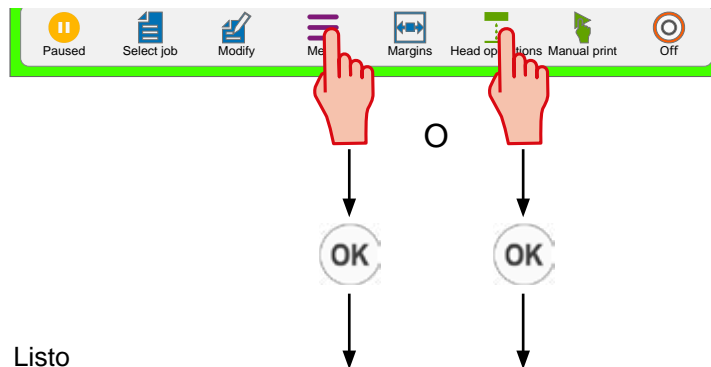 Paused Select job Modify Me Margins Head op tions Manual print Off
O
OK OK
Listo